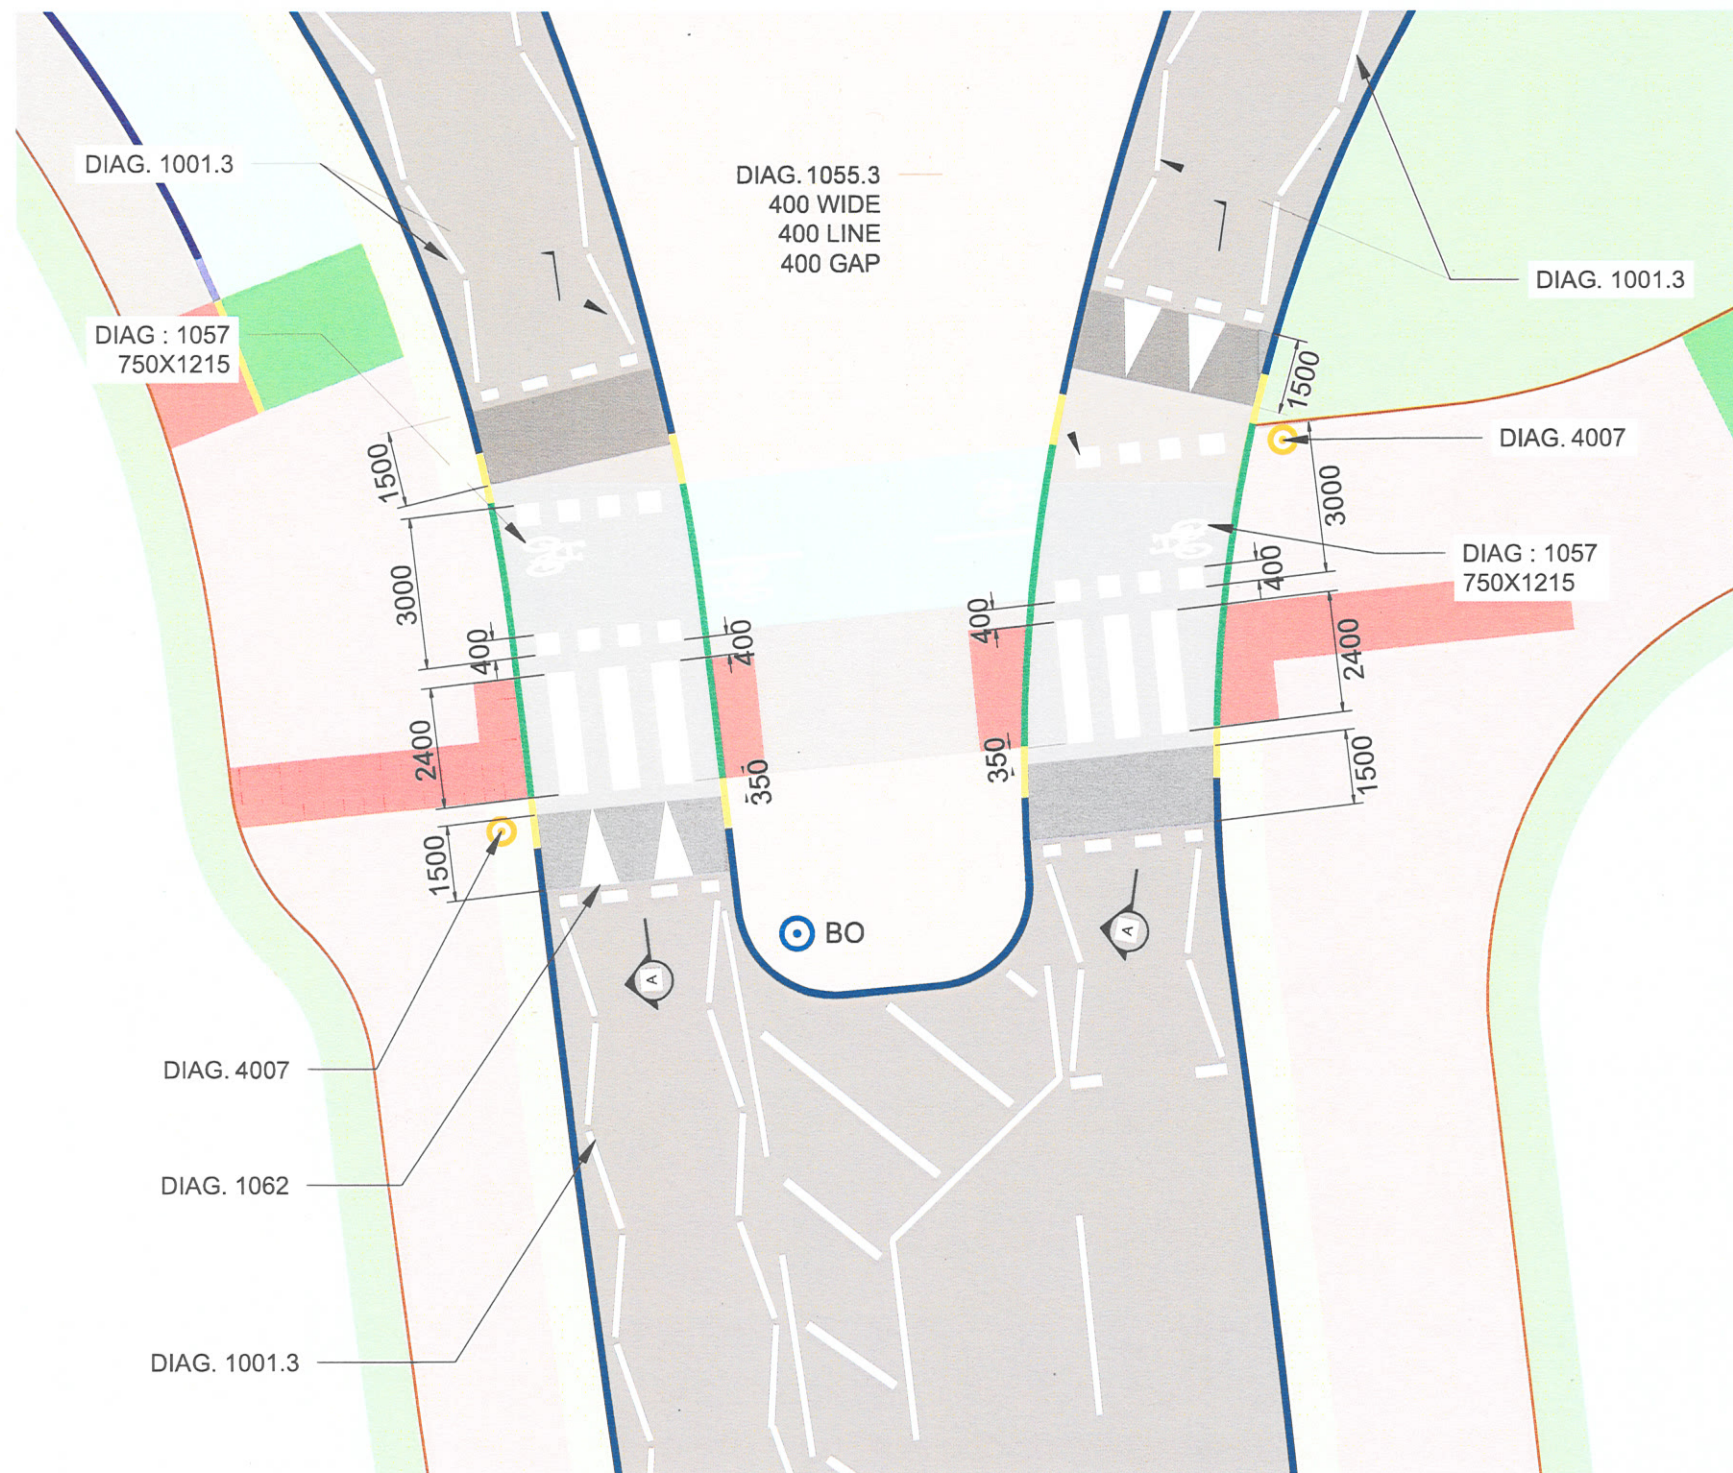 DIAG. 1001.3
DIAG. 1055.3
400 WIDE
400 LINE
400 GAP
DIAG. 1001.3
DIAG : 1057
750X1215
1500
1500
DIAG. 4007
3000
3000
DIAG : 1057
750X1215
400
400
400
400
2400
2400
350
350
1500
1500
BO
A
A
DIAG. 4007
DIAG. 1062
DIAG. 1001.3